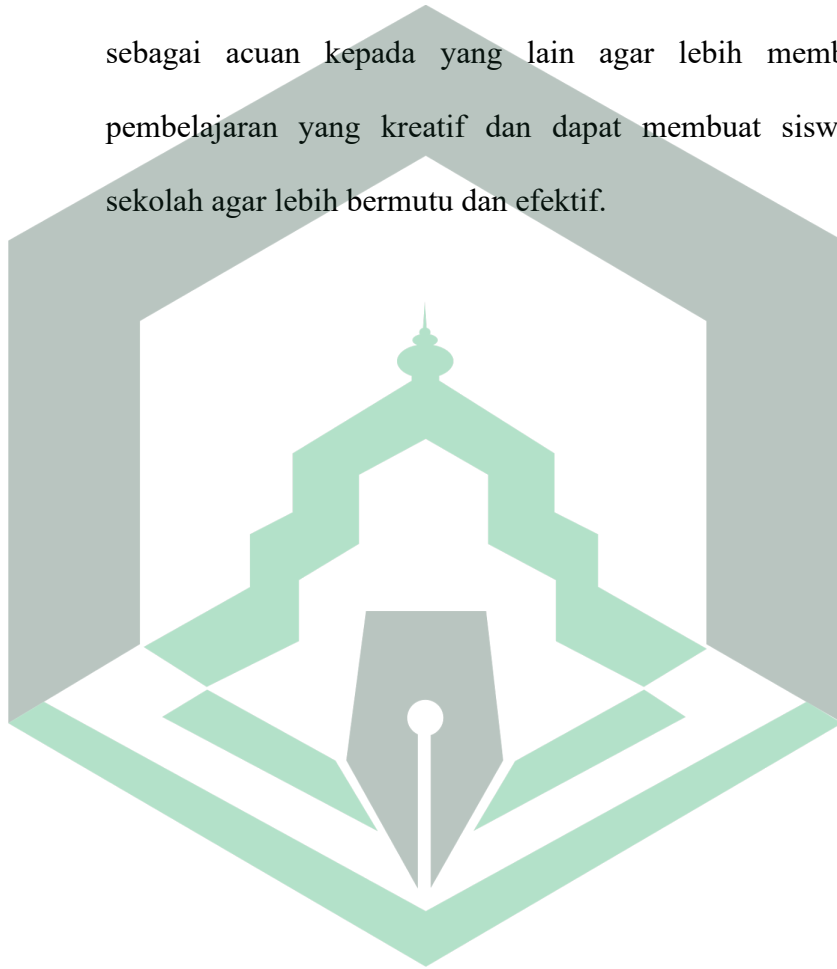 sebagai acuan kepada yang lain agar lebih
pembelajaran yang kreatif dan dapat membuat
sekolah agar lebih bermutu dan efektif.